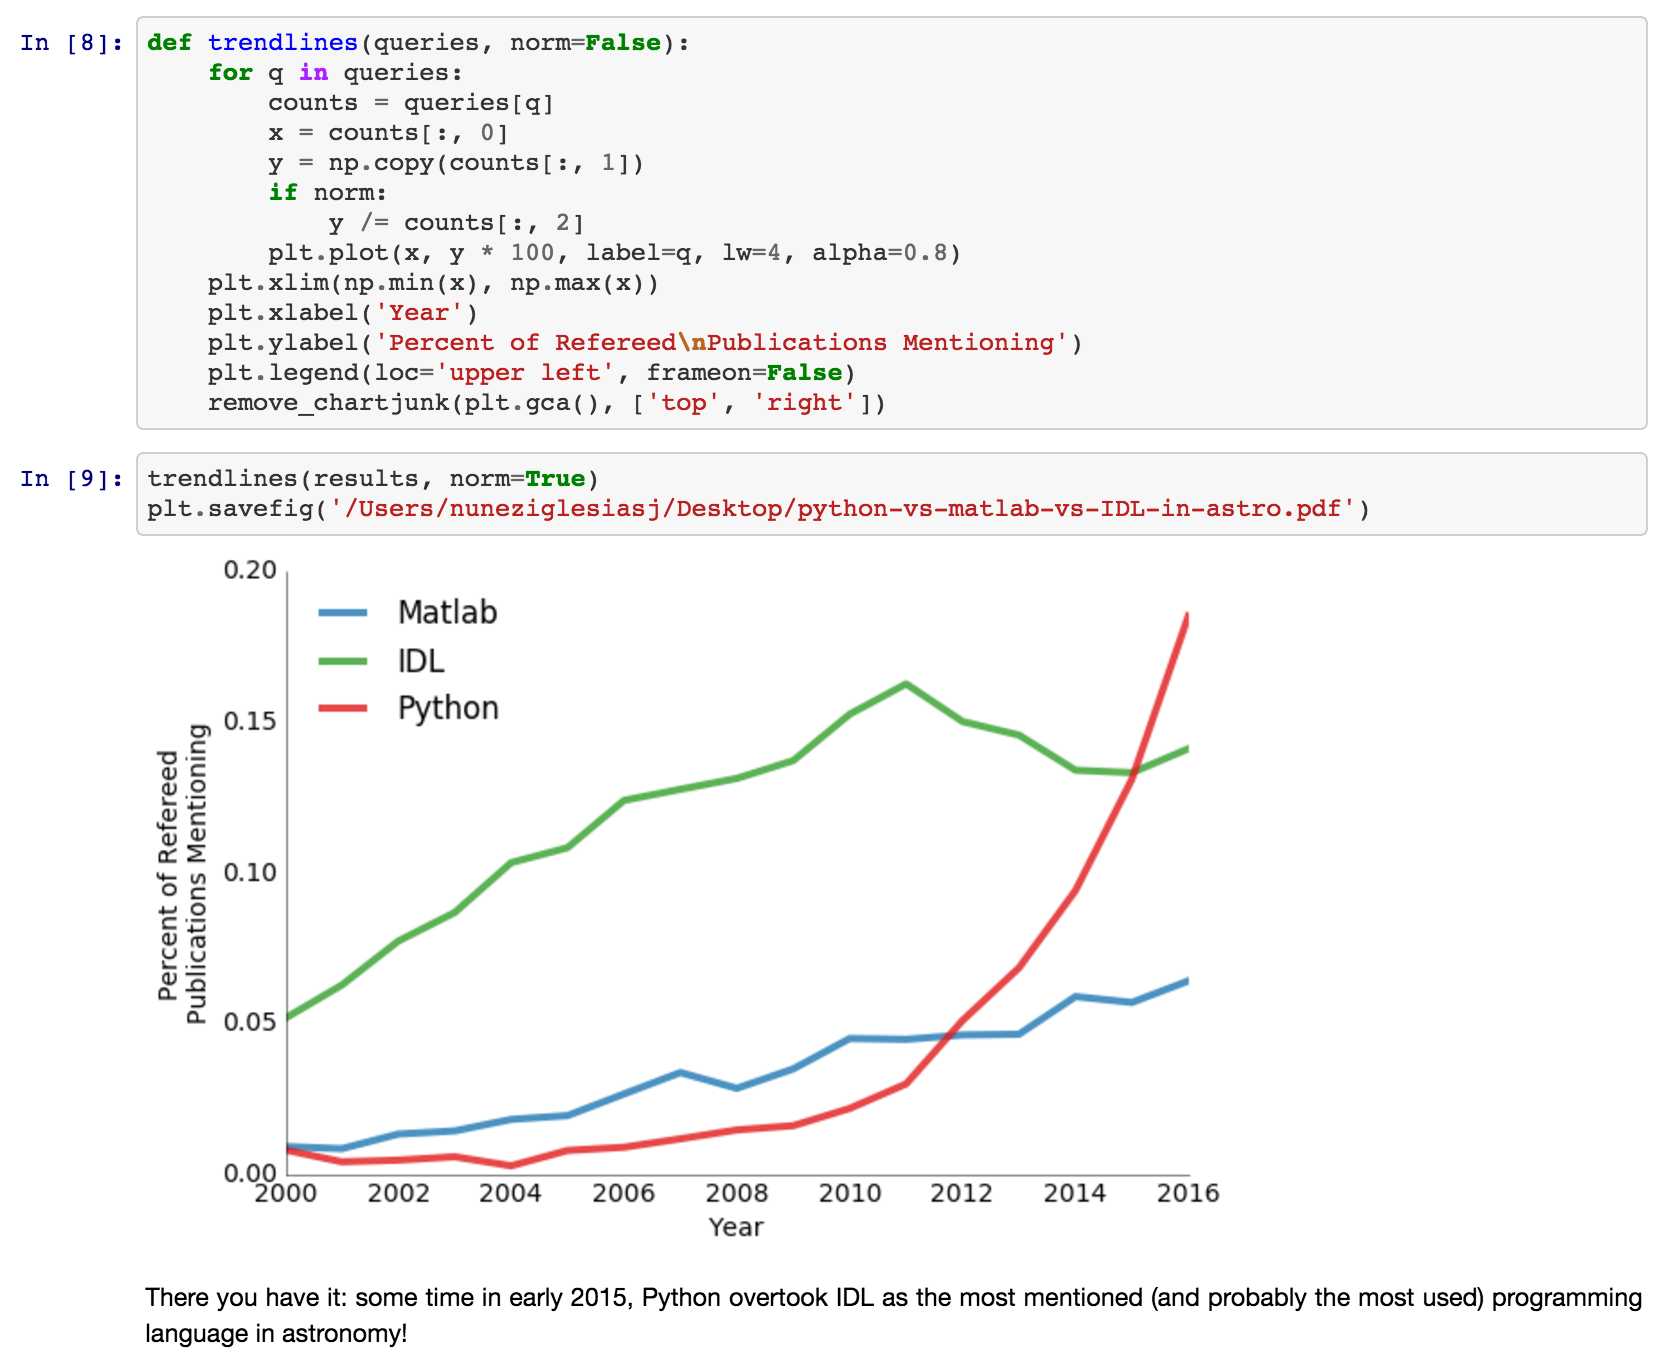 In [8]: def trendlines(queries, norm=False):
    for q in queries:
        counts = queries[q]
        x = counts[:, 0]
        y = np.copy(counts[:, 1])
        if norm:
            y /= counts[:, 2]
        plt.plot(x, y * 100, label=q, lw=4, alpha=0.8)
    plt.xlim(np.min(x), np.max(x))
    plt.xlabel('Year')
    plt.ylabel('Percent of Refereed\nPublications Mentioning')
    plt.legend(loc='upper left', frameon=False)
    remove_chartjunk(plt.gca(), ['top', 'right'])
In [9]: trendlines(results, norm=True)
plt.savefig('/Users/nuneziglesiasj/Desktop/python-vs-matlab-vs-IDL-in-astro.pdf')
Percent of Refereed
Publications Mentioning
0.20
0.15
0.10
0.05
0.00
Matlab
IDL
Python
2000 2002 2004 2006 2008 2010 2012 2014 2016
Year
There you have it: some time in early 2015, Python overtook IDL as the most mentioned (and probably the most used) programming
language in astronomy!